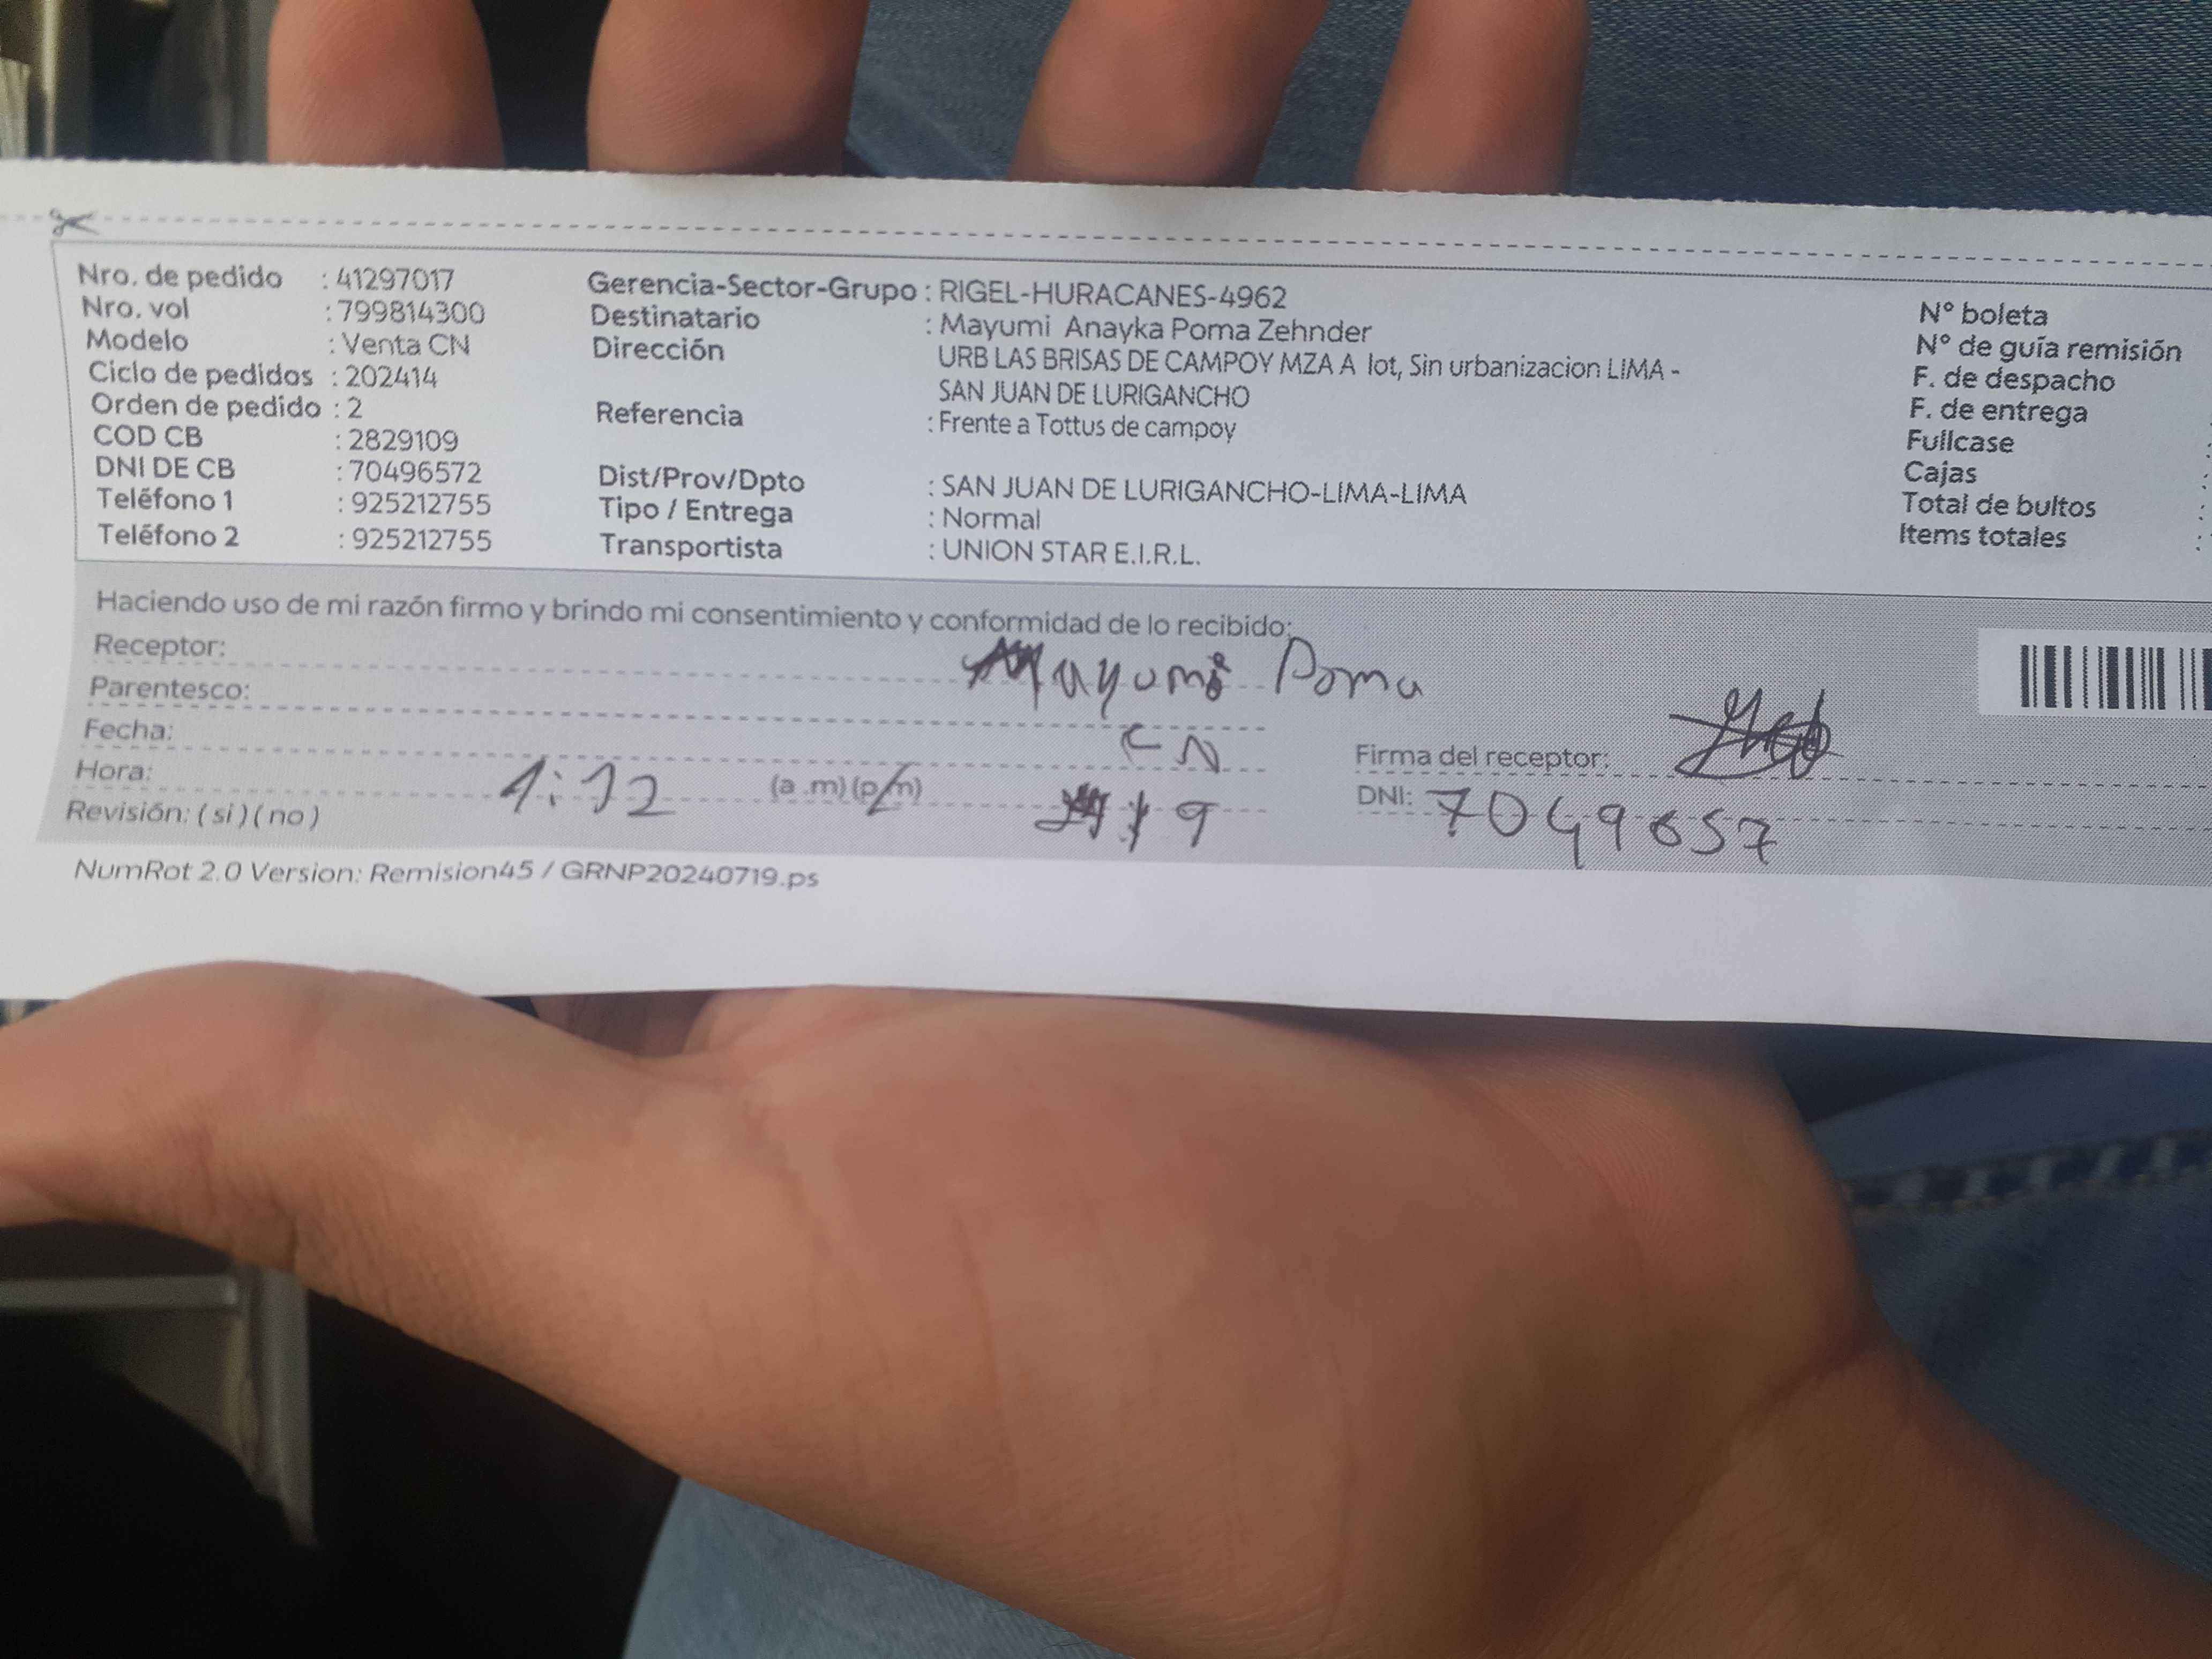 Nro. de pedido : 41297017
Nro. vol : 799814300
Modelo : Venta CN
Ciclo de pedidos : 202414
Orden de pedido : 2
COD CB : 2829109
DNI DE CB : 70496572
Teléfono 1 : 925212755
Teléfono 2 : 925212755
Gerencia-Sector-Grupo : RIGEL-HURACANES-4962
Destinatario : Mayumi Anayka Poma Zehnder
Dirección URB LAS BRISAS DE CAMPOY MZA A lot, Sin urbanizacion LIMA -
SAN JUAN DE LURIGANCHO
Referencia : Frente a Tottus de campoy
Dist/Prov/Dpto : SAN JUAN DE LURIGANCHO-LIMA-LIMA
Tipo / Entrega : Normal
Transportista : UNION STAR E.I.R.L.
N° boleta
N° de guía remisión
F. de despacho
F. de entrega
Fullcase :
Cajas :
Total de bultos :
Items totales :
Haciendo uso de mi razón firmo y brindo mi consentimiento y conformidad de lo recibido:
Receptor: Mayumi Poma
Parentesco: CN
Fecha: 9
Hora: 1:12 (a .m) (p/m)
Revisión: ( si ) ( no )
Firma del receptor:
DNI: 7049657
NumRot 2.0 Version: Remision45 / GRNP20240719.ps